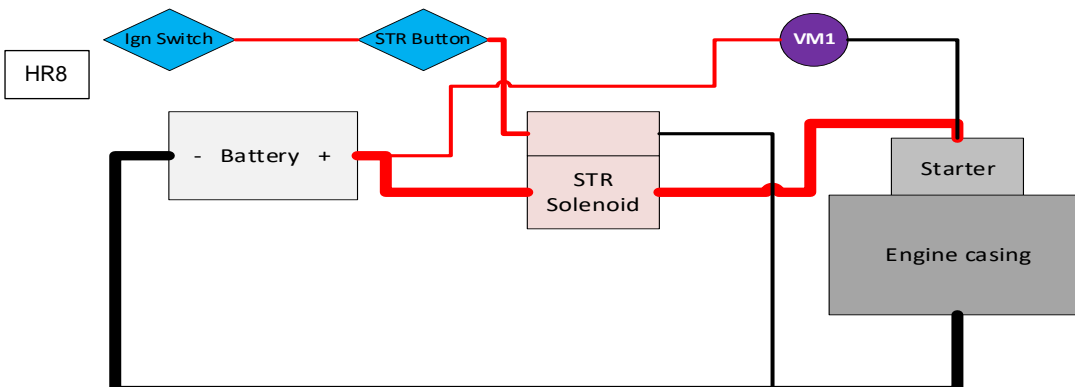 Ign Switch
STR Button
VM1
HR8
- Battery +
STR
Solenoid
Starter
Engine casing